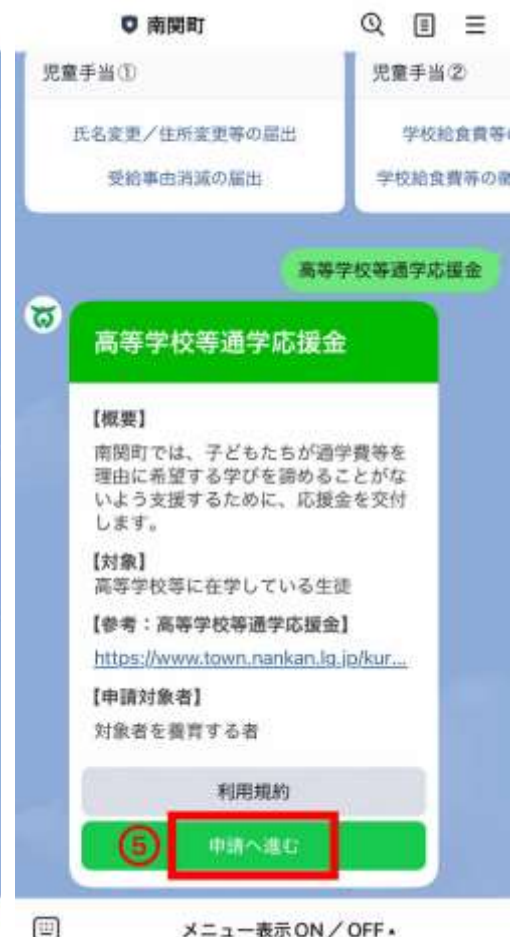 南関町
児童手当①
児童手当②
氏名変更／住所変更等の届出
学校給食費等
受給事由消滅の届出
学校給食費等の徴
高等学校等通学応援金
高等学校等通学応援金
【概要】
南関町では、子どもたちが通学費等を
理由に希望する学びを諦めることがな
いよう支援するために、応援金を交付
します。
【対象】
高等学校等に在学している生徒
【参考：高等学校等通学応援金】
https://www.town.nankan.lg.jp/kur...
【申請対象者】
対象者を養育する者
利用規約
⑤
申請へ進む
メニュー表示ON／OFF